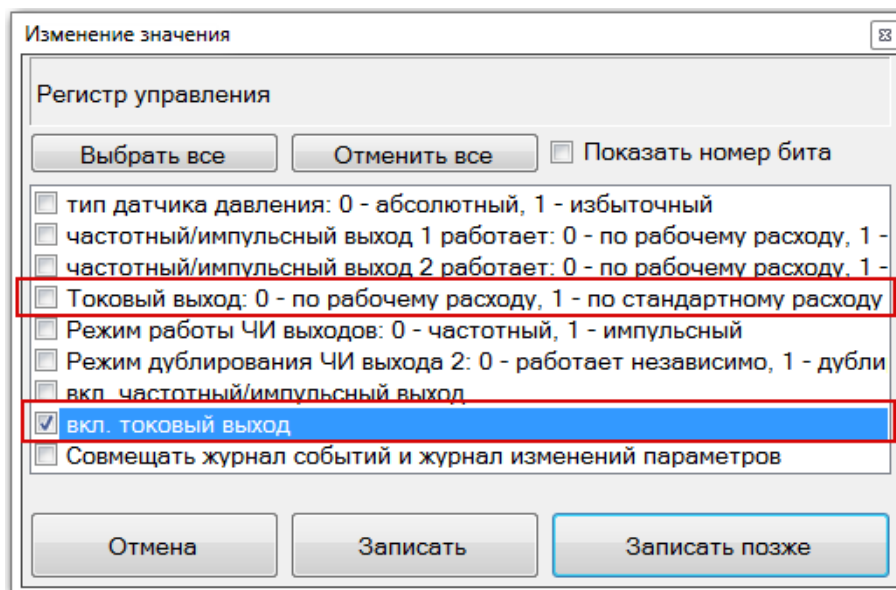 Изменение значения
Регистр управления
Выбрать все Отменить все Показать номер бита
тип датчика давления: 0 - абсолютный, 1 - избыточный
частотный/импульсный выход 1 работает: 0 - по рабочему расходу, 1 -
частотный/импульсный выход 2 работает: 0 - по рабочему расходу, 1 -
Токовый выход: 0 - по рабочему расходу, 1 - по стандартному расходу
Режим работы ЧИ выходов: 0 - частотный, 1 - импульсный
Режим дублирования ЧИ выхода 2: 0 - работает независимо, 1 - дубли
вкл. частотный/импульсный выход
вкл. токовый выход
Совмещать журнал событий и журнал изменений параметров
Отмена Записать Записать позже